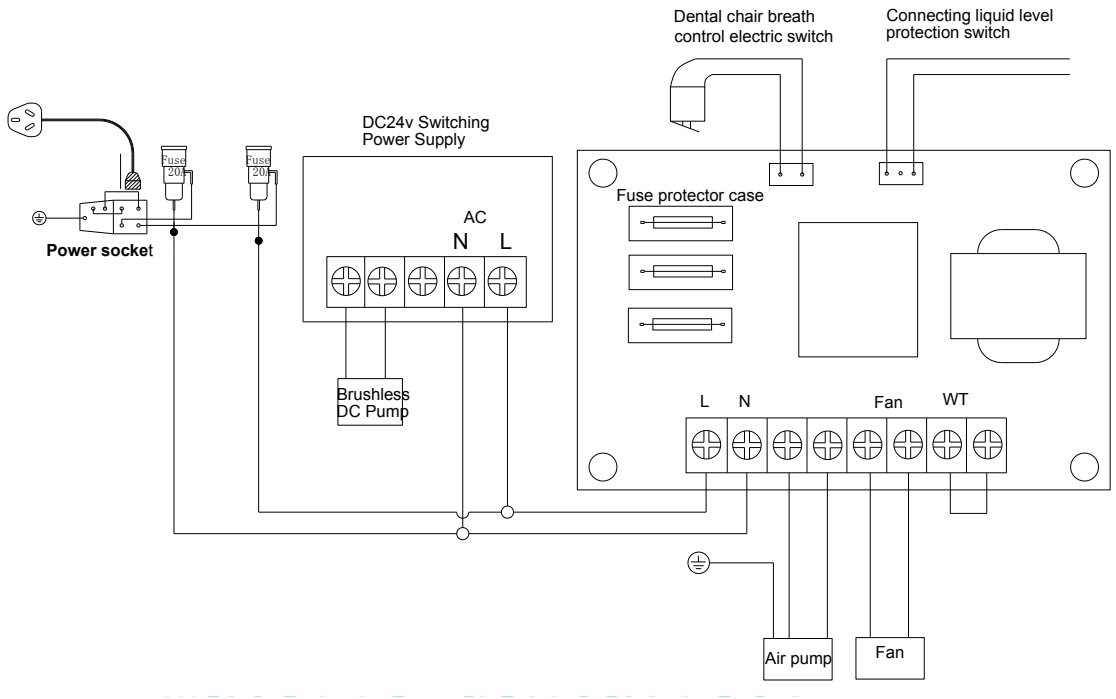 Dental chair breath
control electric switch
Connecting liquid level
protection switch
DC24v Switching
Power Supply
Fuse
20A
Fuse
20A
Fuse protector case
AC
N L
Power socket
Brushless
DC Pump
L N Fan WT
Air pump
Fan